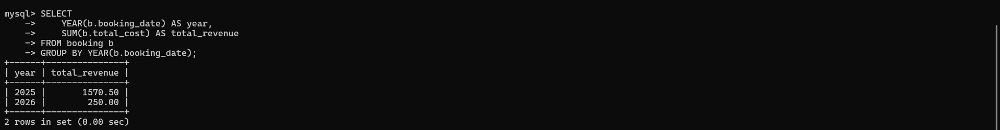 mysql> SELECT
    ->     YEAR(b.booking_date) AS year,
    ->     SUM(b.total_cost) AS total_revenue
    -> FROM booking b
    -> GROUP BY YEAR(b.booking_date);
+------+---------------+
| year | total_revenue |
+------+---------------+
| 2025 |       1570.50 |
| 2026 |        250.00 |
+------+---------------+
2 rows in set (0.00 sec)